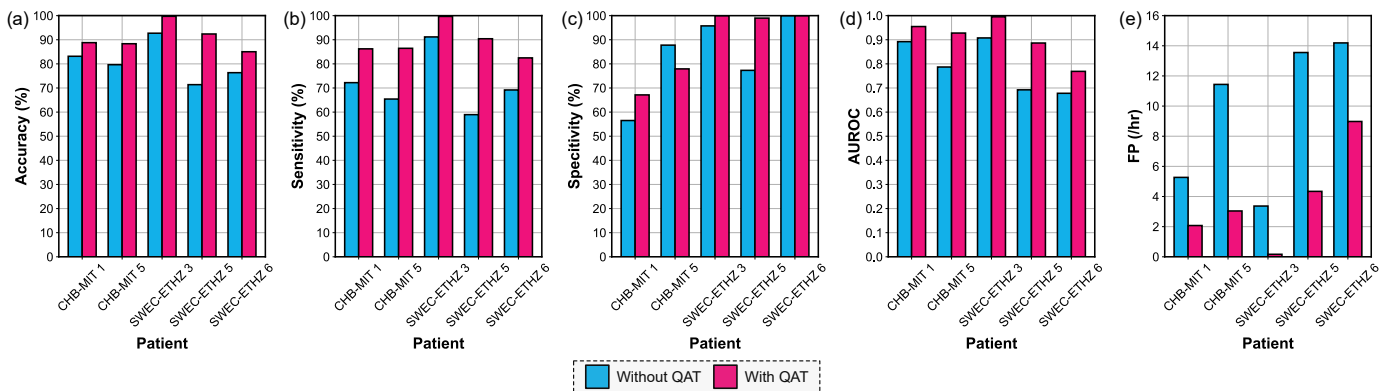 (a)
Accuracy (%)
100
90
80
70
60
50
40
30
20
10
0
CHB-MIT 1
CHB-MIT 5
SWEC-ETHZ 3
SWEC-ETHZ 5
SWEC-ETHZ 6
Patient
(b)
Sensitivity (%)
100
90
80
70
60
50
40
30
20
10
0
CHB-MIT 1
CHB-MIT 5
SWEC-ETHZ 3
SWEC-ETHZ 5
SWEC-ETHZ 6
Patient
(c)
Specitivity (%)
100
90
80
70
60
50
40
30
20
10
0
CHB-MIT 1
CHB-MIT 5
SWEC-ETHZ 3
SWEC-ETHZ 5
SWEC-ETHZ 6
Patient
(d)
AUROC
1.0
0.9
0.8
0.7
0.6
0.5
0.4
0.3
0.2
0.1
0.0
CHB-MIT 1
CHB-MIT 5
SWEC-ETHZ 3
SWEC-ETHZ 5
SWEC-ETHZ 6
Patient
(e)
FP (/hr)
16
14
12
10
8
6
4
2
0
CHB-MIT 1
CHB-MIT 5
SWEC-ETHZ 3
SWEC-ETHZ 5
SWEC-ETHZ 6
Patient
Without QAT
With QAT